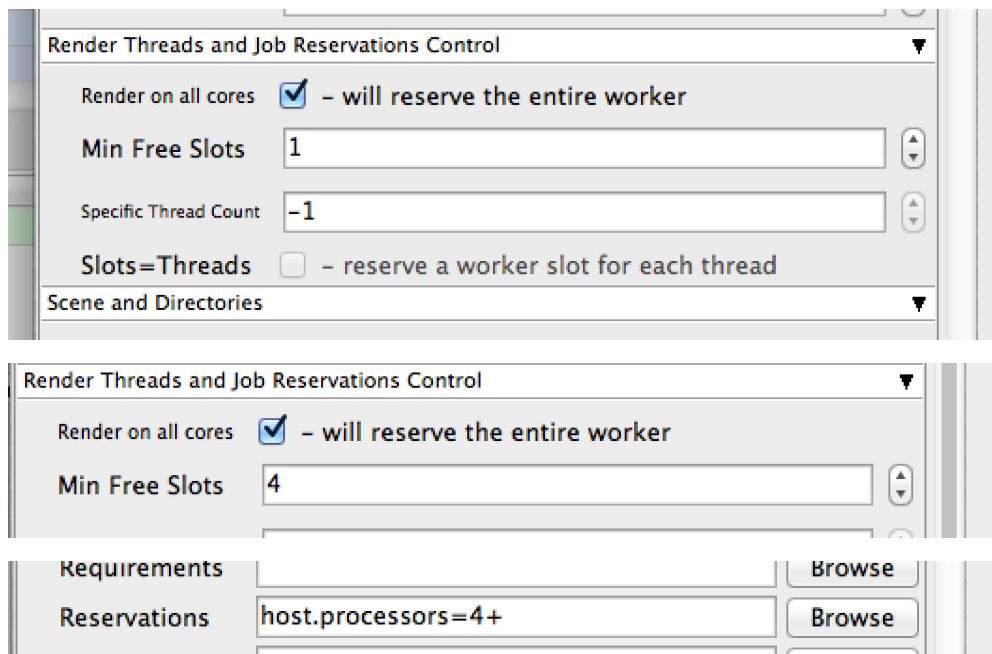 Render Threads and Job Reservations Control
Render on all cores – will reserve the entire worker
Min Free Slots 1
Specific Thread Count -1
Slots=Threads – reserve a worker slot for each thread
Scene and Directories
Render Threads and Job Reservations Control
Render on all cores – will reserve the entire worker
Min Free Slots 4
Requirements Browse
Reservations host.processors=4+ Browse